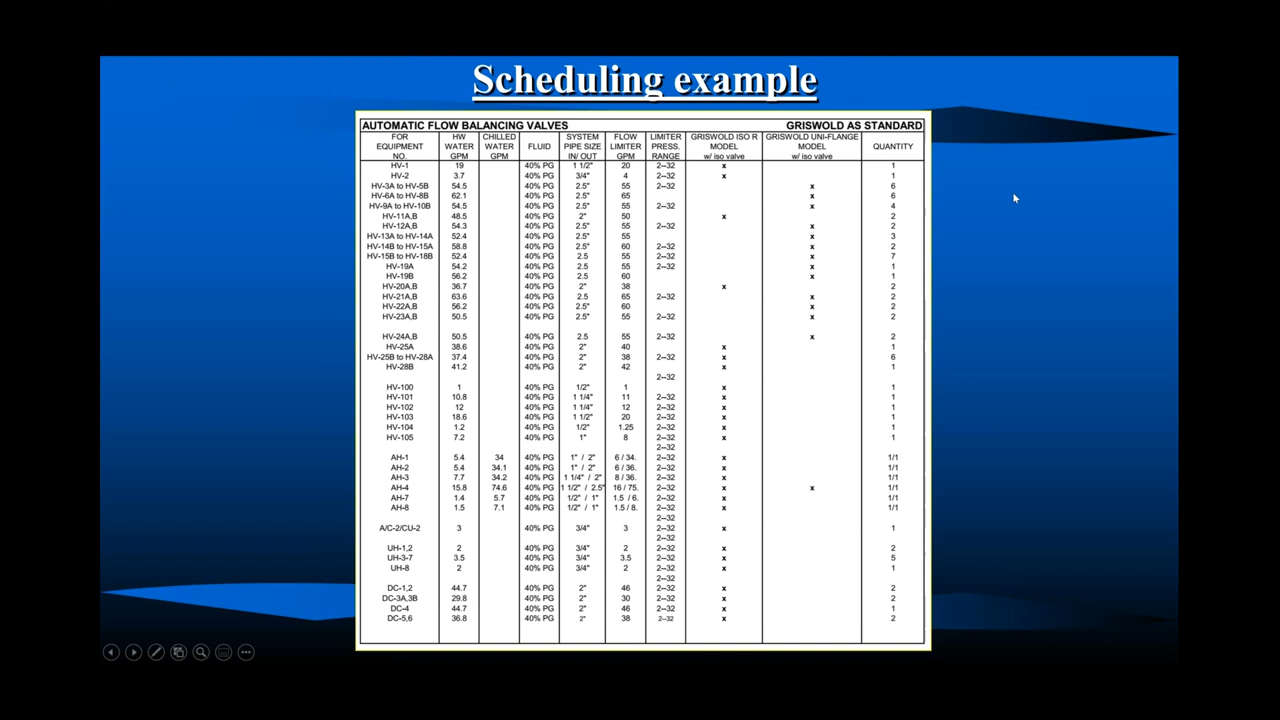 Scheduling example
AUTOMATIC FLOW BALANCING VALVES GRISWOLD AS STANDARD
FOR EQUIPMENT NO. HW WATER GPM CHILLED WATER GPM FLUID SYSTEM PIPE SIZE IN/ OUT FLOW LIMITER GPM LIMITER PRESS. RANGE GRISWOLD ISO R MODEL w/ iso valve GRISWOLD UNI-FLANGE MODEL w/ iso valve QUANTITY
HV-1 19 40% PG 1 1/2" 20 2--32 x 1
HV-2 3.7 40% PG 3/4" 4 2--32 x 1
HV-3A to HV-5B 54.5 40% PG 2.5" 55 2--32 x 6
HV-6A to HV-8B 62.1 40% PG 2.5" 65 x 6
HV-9A to HV-10B 54.5 40% PG 2.5" 55 2--32 x 4
HV-11A,B 48.5 40% PG 2" 50 x 2
HV-12A,B 54.3 40% PG 2.5" 55 2--32 x 2
HV-13A to HV-14A 52.4 40% PG 2.5" 55 x 3
HV-14B to HV-15A 58.8 40% PG 2.5" 60 2--32 x 2
HV-15B to HV-18B 52.4 40% PG 2.5 55 2--32 x 7
HV-19A 54.2 40% PG 2.5 55 2--32 x 1
HV-19B 56.2 40% PG 2.5 60 x 1
HV-20A,B 36.7 40% PG 2" 38 x 2
HV-21A,B 63.6 40% PG 2.5 65 2--32 x 2
HV-22A,B 56.2 40% PG 2.5" 60 x 2
HV-23A,B 50.5 40% PG 2.5" 55 2--32 x 2
HV-24A,B 50.5 40% PG 2.5 55 2--32 x 2
HV-25A 38.6 40% PG 2" 40 x 1
HV-25B to HV-28A 37.4 40% PG 2" 38 2--32 x 6
HV-28B 41.2 40% PG 2" 42 x 1
2--32
HV-100 1 40% PG 1/2" 1 x 1
HV-101 10.8 40% PG 1 1/4" 11 2--32 x 1
HV-102 12 40% PG 1 1/4" 12 2--32 x 1
HV-103 18.6 40% PG 1 1/2" 20 2--32 x 1
HV-104 1.2 40% PG 1/2" 1.25 2--32 x 1
HV-105 7.2 40% PG 1" 8 2--32 x 1
2--32
AH-1 5.4 34 40% PG 1" / 2" 6 / 34. 2--32 x 1/1
AH-2 5.4 34.1 40% PG 1" / 2" 6 / 36. 2--32 x 1/1
AH-3 7.7 34.2 40% PG 1 1/4" / 2" 8 / 36. 2--32 x 1/1
AH-4 15.8 74.6 40% PG 1 1/2" / 2.5" 16 / 75. 2--32 x x 1/1
AH-7 1.4 5.7 40% PG 1/2" / 1" 1.5 / 6. 2--32 x 1/1
AH-8 1.5 7.1 40% PG 1/2" / 1" 1.5 / 8. 2--32 x 1/1
2--32
A/C-2/CU-2 3 40% PG 3/4" 3 2--32 x 1
2--32
UH-1,2 2 40% PG 3/4" 2 2--32 x 2
UH-3-7 3.5 40% PG 3/4" 3.5 2--32 x 5
UH-8 2 40% PG 3/4" 2 2--32 x 1
2--32
DC-1,2 44.7 40% PG 2" 46 2--32 x 2
DC-3A,3B 29.8 40% PG 2" 30 2--32 x 2
DC-4 44.7 40% PG 2" 46 2--32 x 1
DC-5,6 36.8 40% PG 2" 38 2--32 x 2